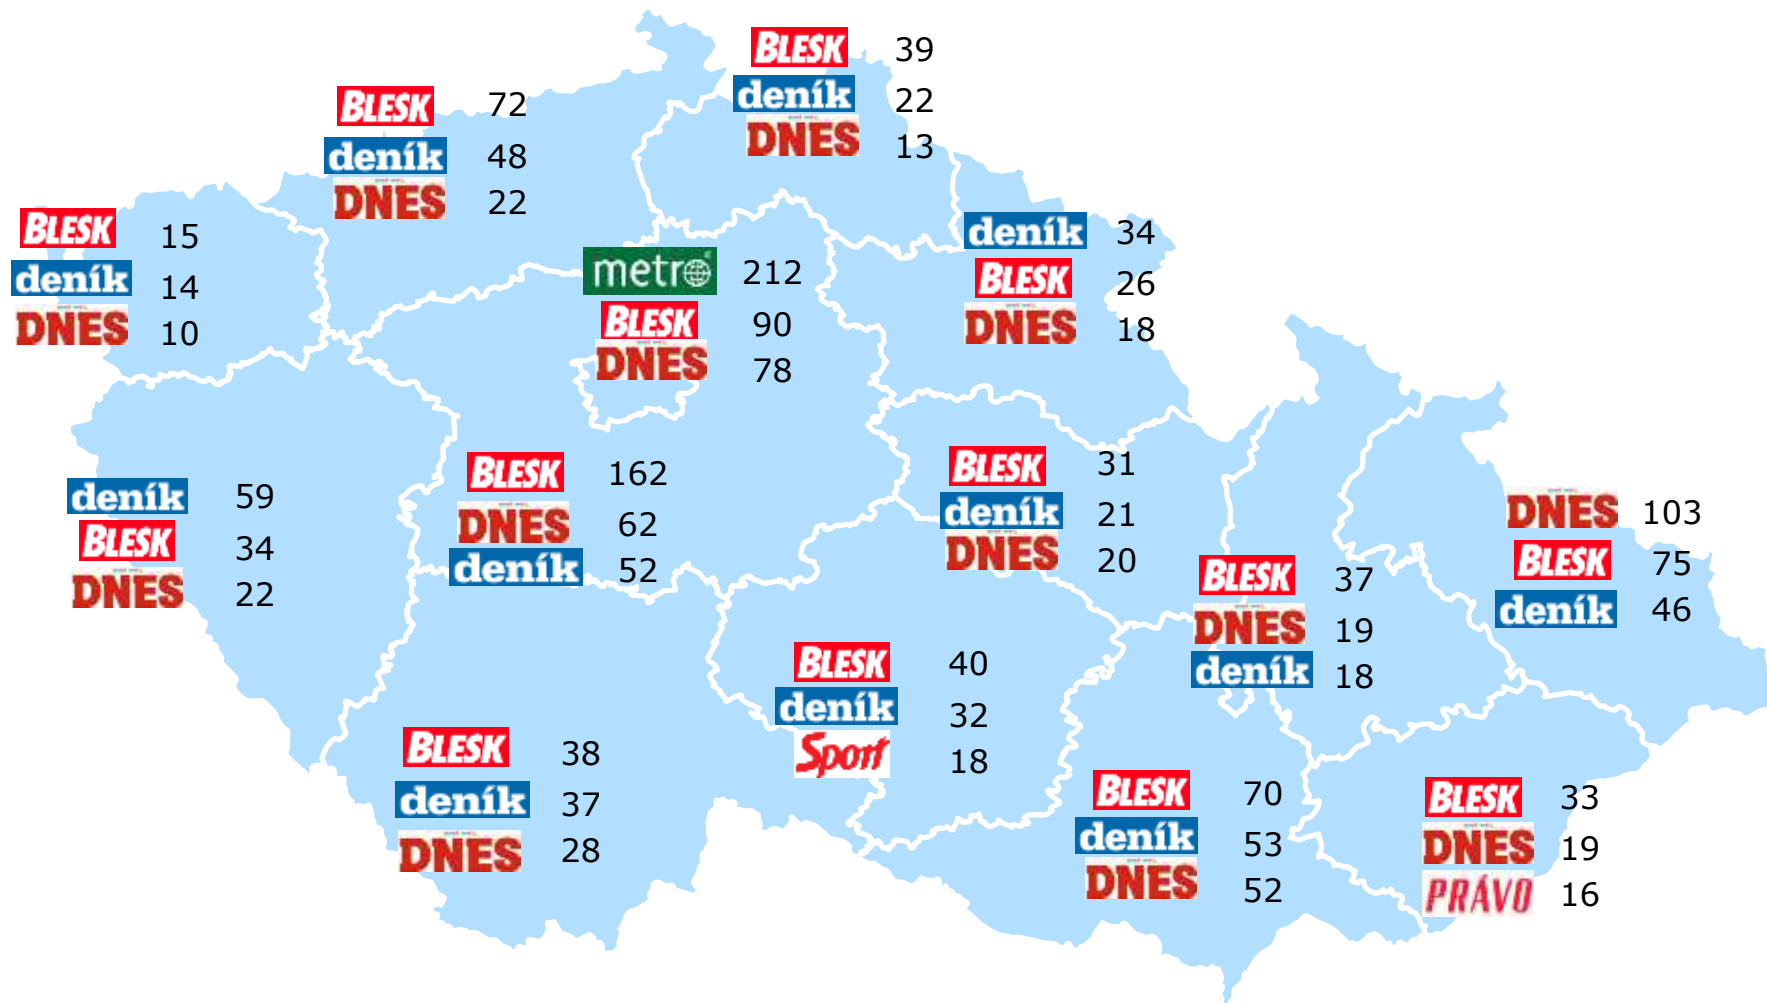 BLESK 39
deník 22
DNES 13
BLESK 72
deník 48
DNES 22
BLESK 15
deník 14
DNES 10
metro 212
BLESK 90
DNES 78
deník 34
BLESK 26
DNES 18
deník 59
BLESK 34
DNES 22
BLESK 162
DNES 62
deník 52
BLESK 31
deník 21
DNES 20
DNES 103
BLESK 75
deník 46
BLESK 37
DNES 19
deník 18
BLESK 40
deník 32
Sport 18
BLESK 38
deník 37
DNES 28
BLESK 70
deník 53
DNES 52
BLESK 33
DNES 19
PRÁVO 16